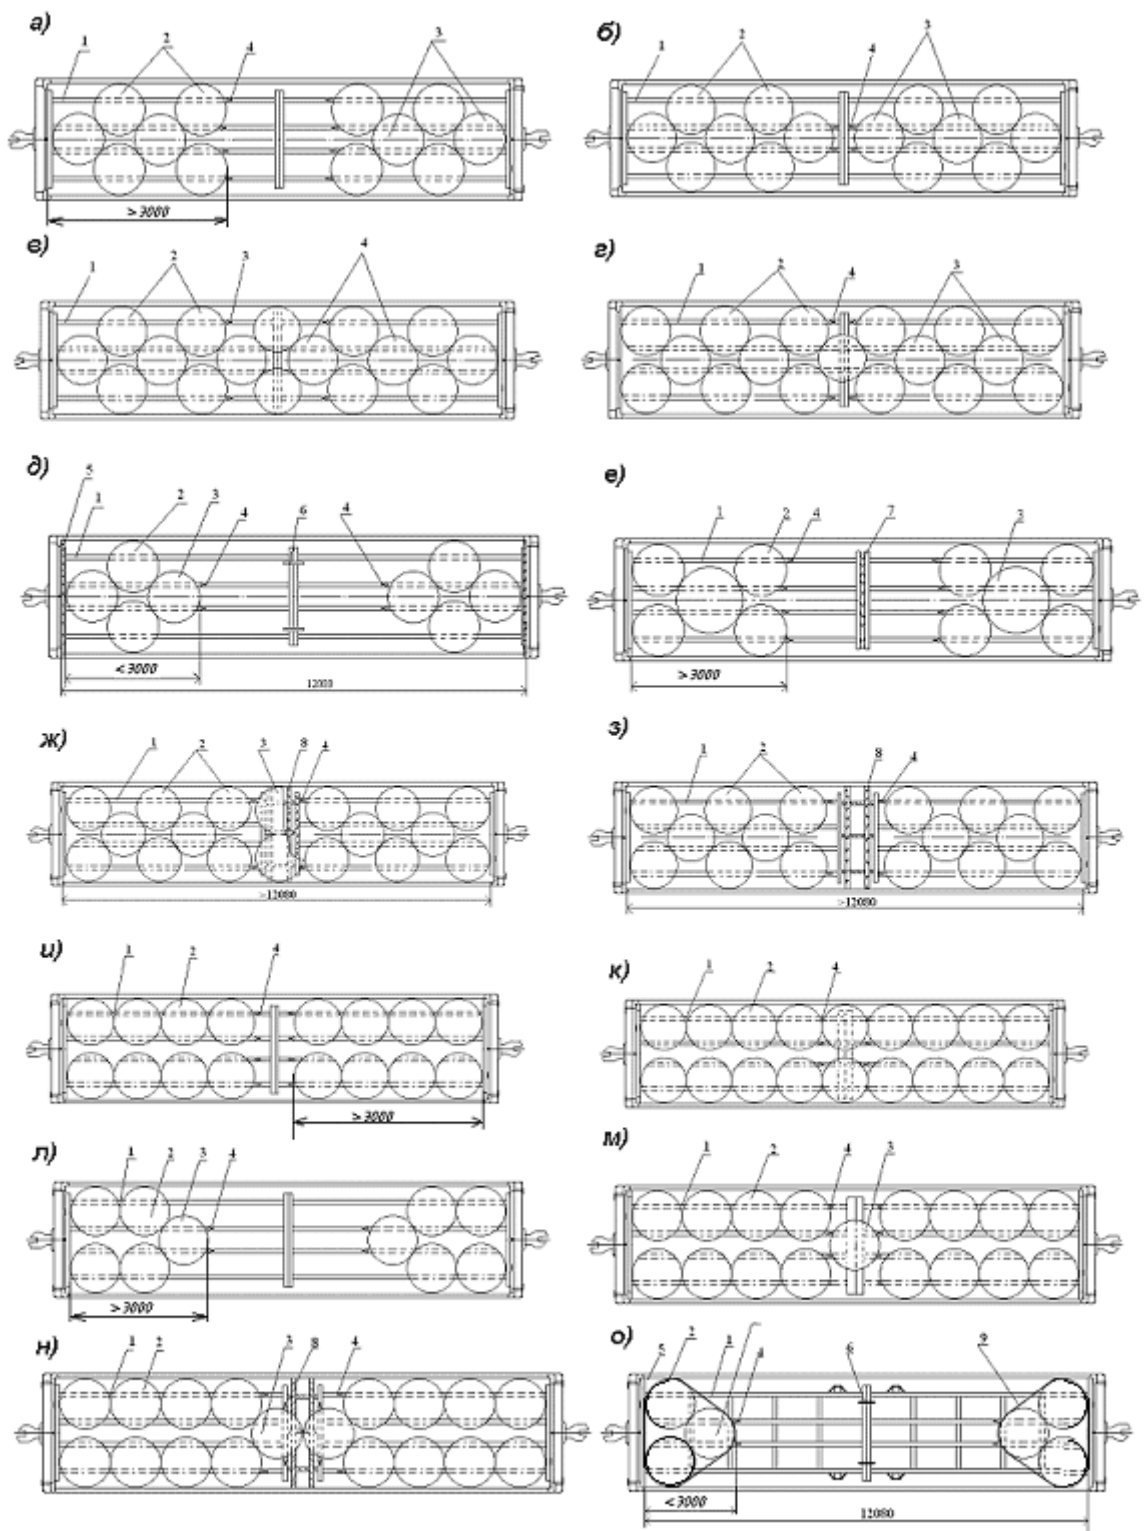 а) 1 2 4 3
>3000
б) 1 2 4 3
в) 1 2 3 4
г) 1 2 4 3
д) 5 1 2 3 4 6 4
<3000
12080
е) 1 2 4 7 3
>3000
ж) 1 2 3 8 4
>12080
з) 1 2 8 4
>12080
и) 1 2 4
>3000
к) 1 2 4
л) 1 2 3 4
>3000
м) 1 2 4 3
н) 1 2 3 8 4
о) 5 2 1 6 9
<3000
12080